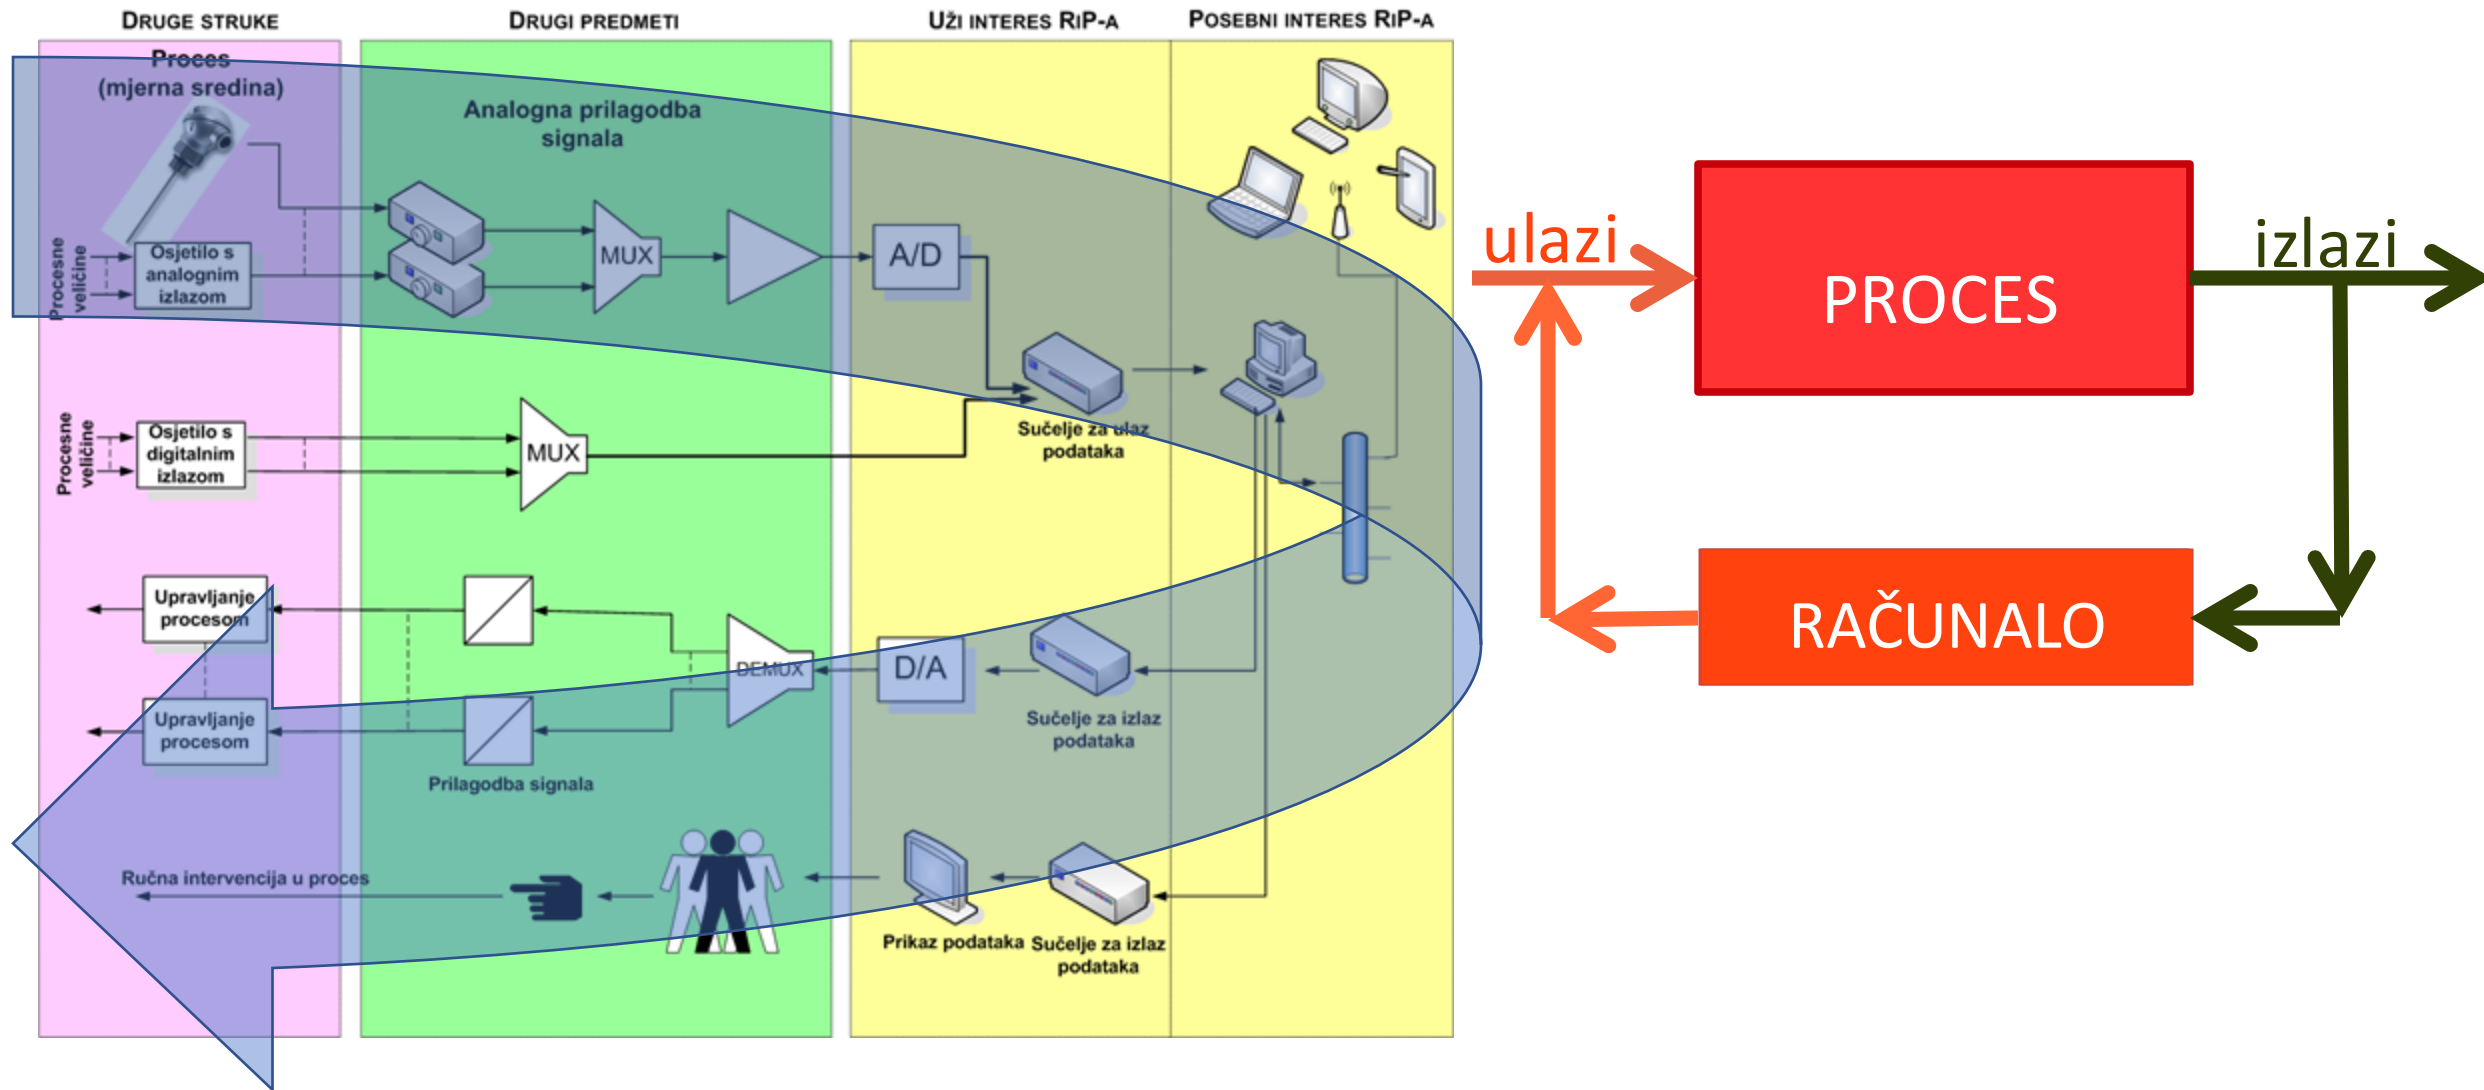 DRUGE STRUKE
DRUGI PREDMETI
UŽI INTERES RIP-A
POSEBNI INTERES RIP-A
Proces
(mjerna sredina)
Analogna prilagodba
signala
Procesne
veličine
Osjetilo s
analognim
izlazom
MUX
A/D
Sučelje za ulaz
podataka
Procesne
veličine
Osjetilo s
digitalnim
izlazom
MUX
Upravljanje
procesom
DEMUX
D/A
Sučelje za izlaz
podataka
Upravljanje
procesom
Prilagodba signala
Ručna intervencija u proces
Prikaz podataka
Sučelje za izlaz
podataka
ulazi
PROCES
izlazi
RAČUNALO